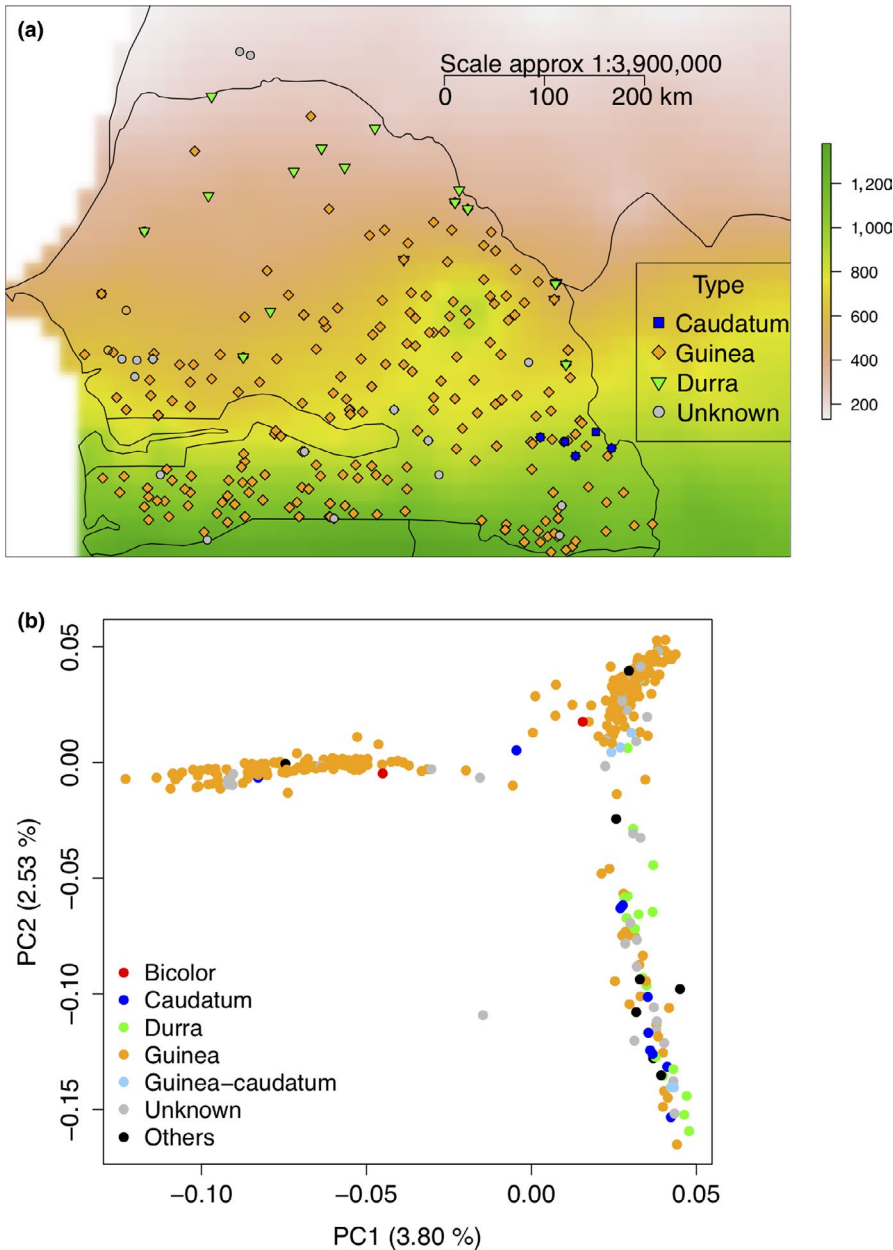 (a)
Scale approx 1:3,900,000
0 100 200 km
1,200
1,000
800
600
400
200
Type
Caudatum
Guinea
Durra
Unknown
(b)
0.05
0.00
−0.05
−0.10
−0.15
PC2 (2.53 %)
Bicolor
Caudatum
Durra
Guinea
Guinea−caudatum
Unknown
Others
−0.10 −0.05 0.00 0.05
PC1 (3.80 %)